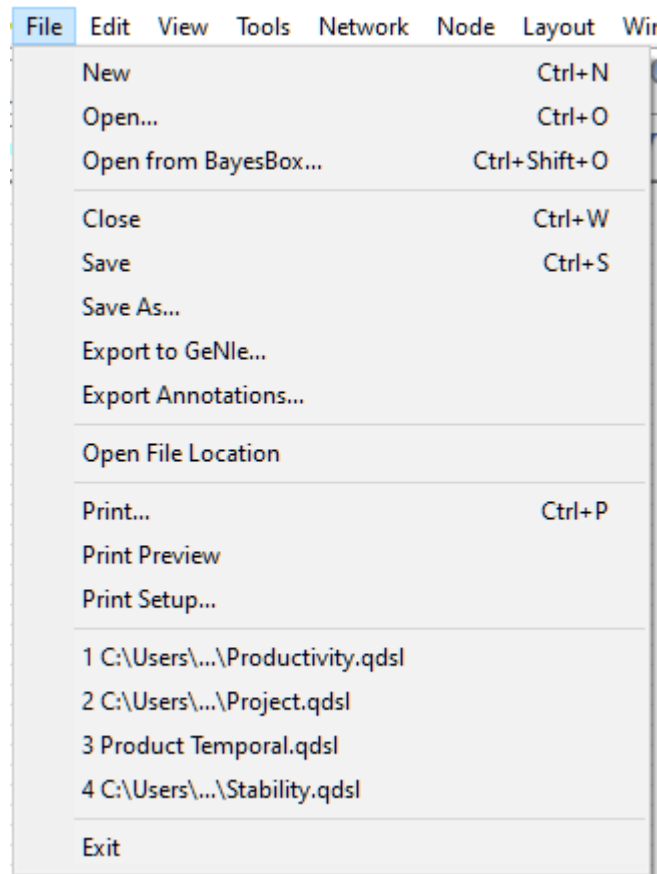 File Edit View Tools Network Node Layout
New Ctrl+N
Open... Ctrl+O
Open from BayesBox... Ctrl+Shift+O
Close Ctrl+W
Save Ctrl+S
Save As...
Export to GeNIe...
Export Annotations...
Open File Location
Print... Ctrl+P
Print Preview
Print Setup...
1 C:\Users\...\Productivity.qdsl
2 C:\Users\...\Project.qdsl
3 Product Temporal.qdsl
4 C:\Users\...\Stability.qdsl
Exit